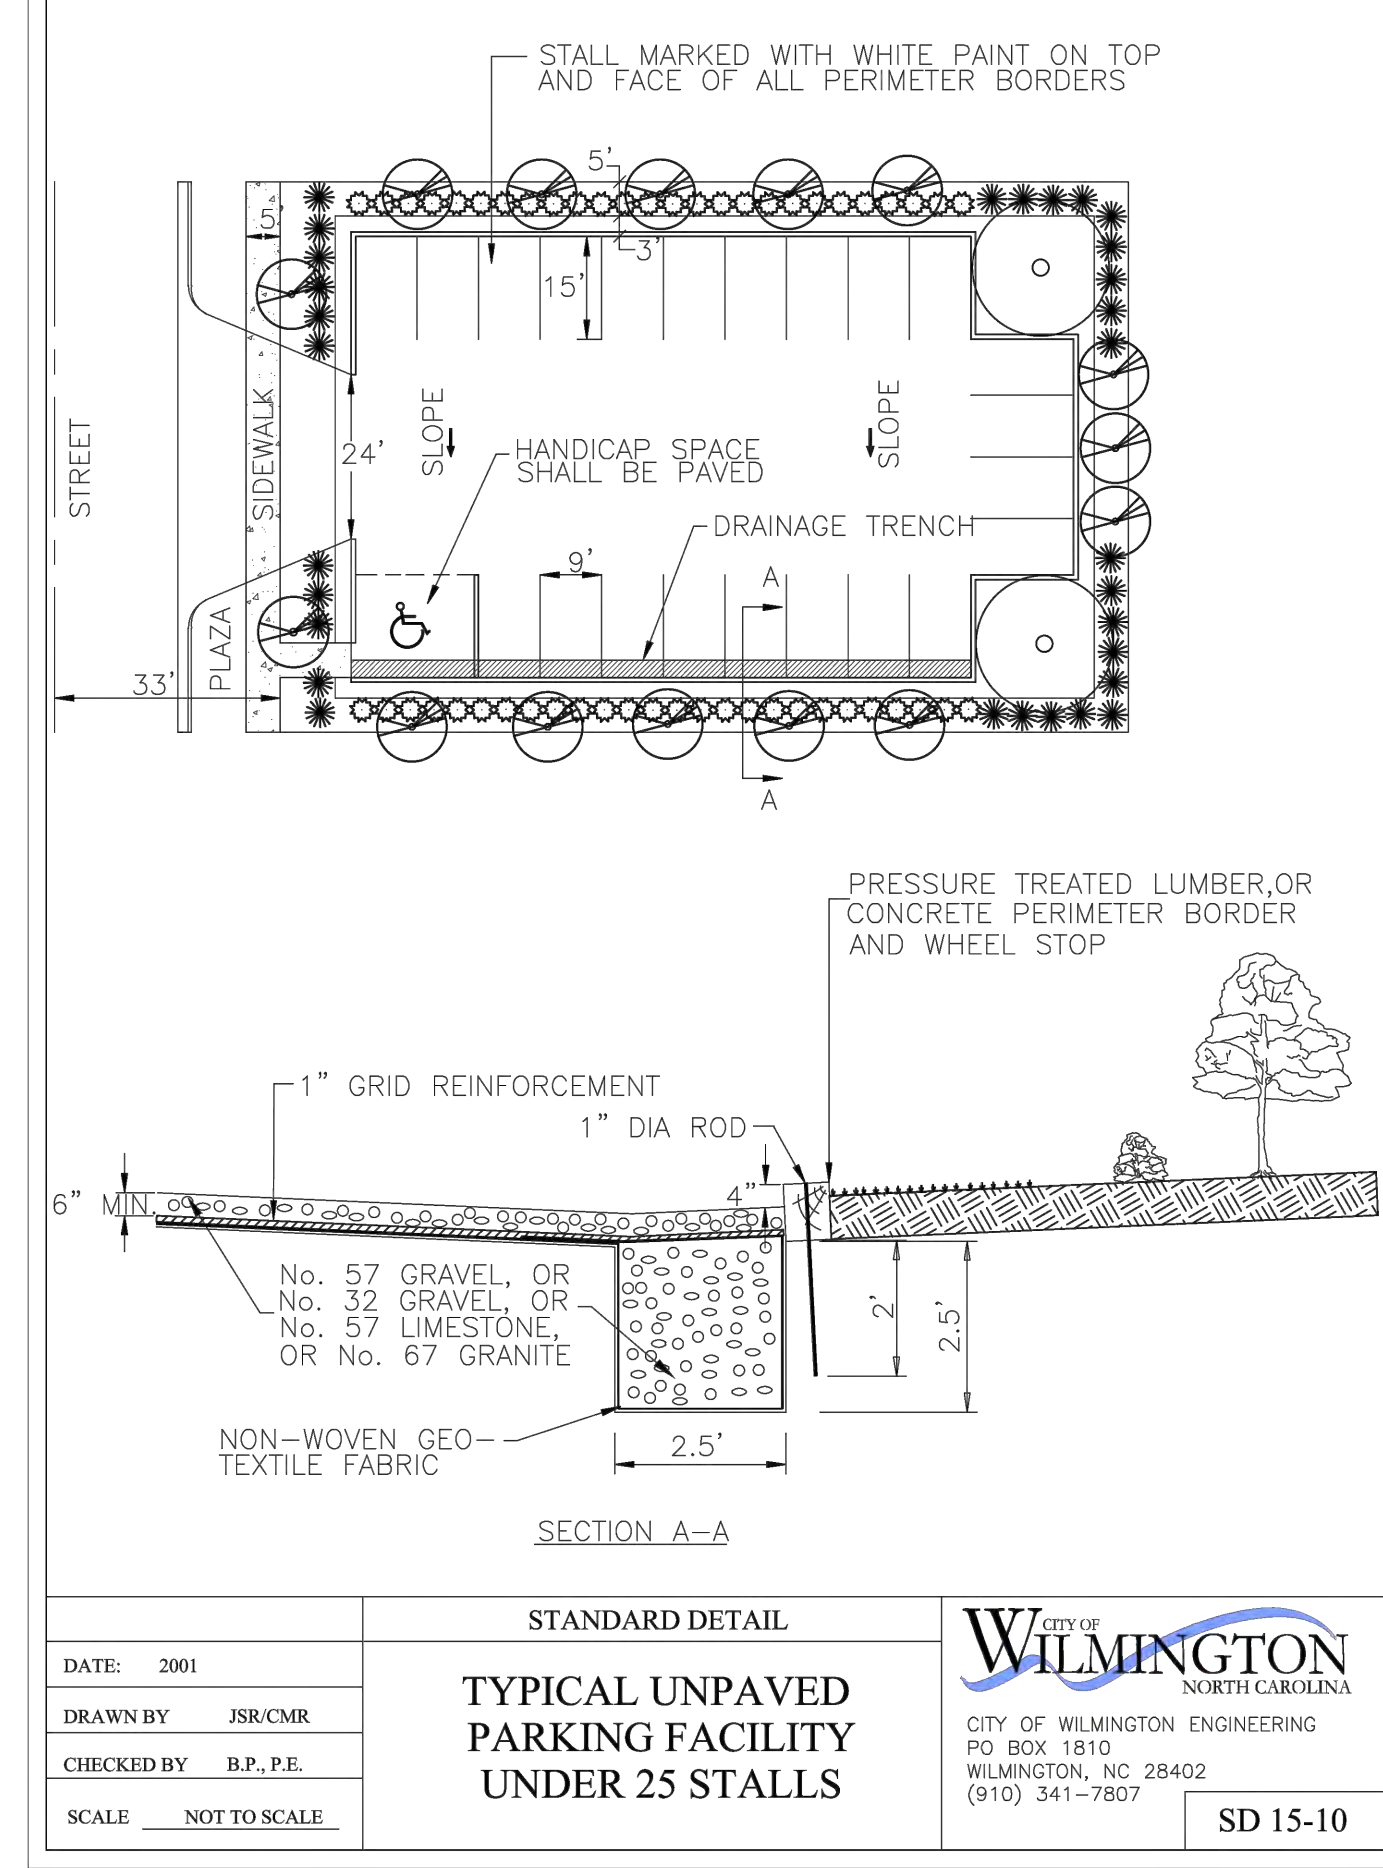 STALL MARKED WITH WHITE PAINT ON TOP
AND FACE OF ALL PERIMETER BORDERS
5'
5'
3'
15'
SLOPE
SLOPE
STREET
SIDEWALK
24'
HANDICAP SPACE
SHALL BE PAVED
DRAINAGE TRENCH
9'
A
PLAZA
33'
A
PRESSURE TREATED LUMBER,OR
CONCRETE PERIMETER BORDER
AND WHEEL STOP
1" GRID REINFORCEMENT
1" DIA ROD
6" MIN.
4"
No. 57 GRAVEL, OR
No. 32 GRAVEL, OR
No. 57 LIMESTONE,
OR No. 67 GRANITE
2'
2.5'
NON-WOVEN GEO-
TEXTILE FABRIC
2.5'
SECTION A-A
STANDARD DETAIL
DATE: 2001
DRAWN BY JSR/CMR
CHECKED BY B.P., P.E.
SCALE NOT TO SCALE
TYPICAL UNPAVED
PARKING FACILITY
UNDER 25 STALLS
CITY OF
WILMINGTON
NORTH CAROLINA
CITY OF WILMINGTON ENGINEERING
PO BOX 1810
WILMINGTON, NC 28402
(910) 341-7807
SD 15-10